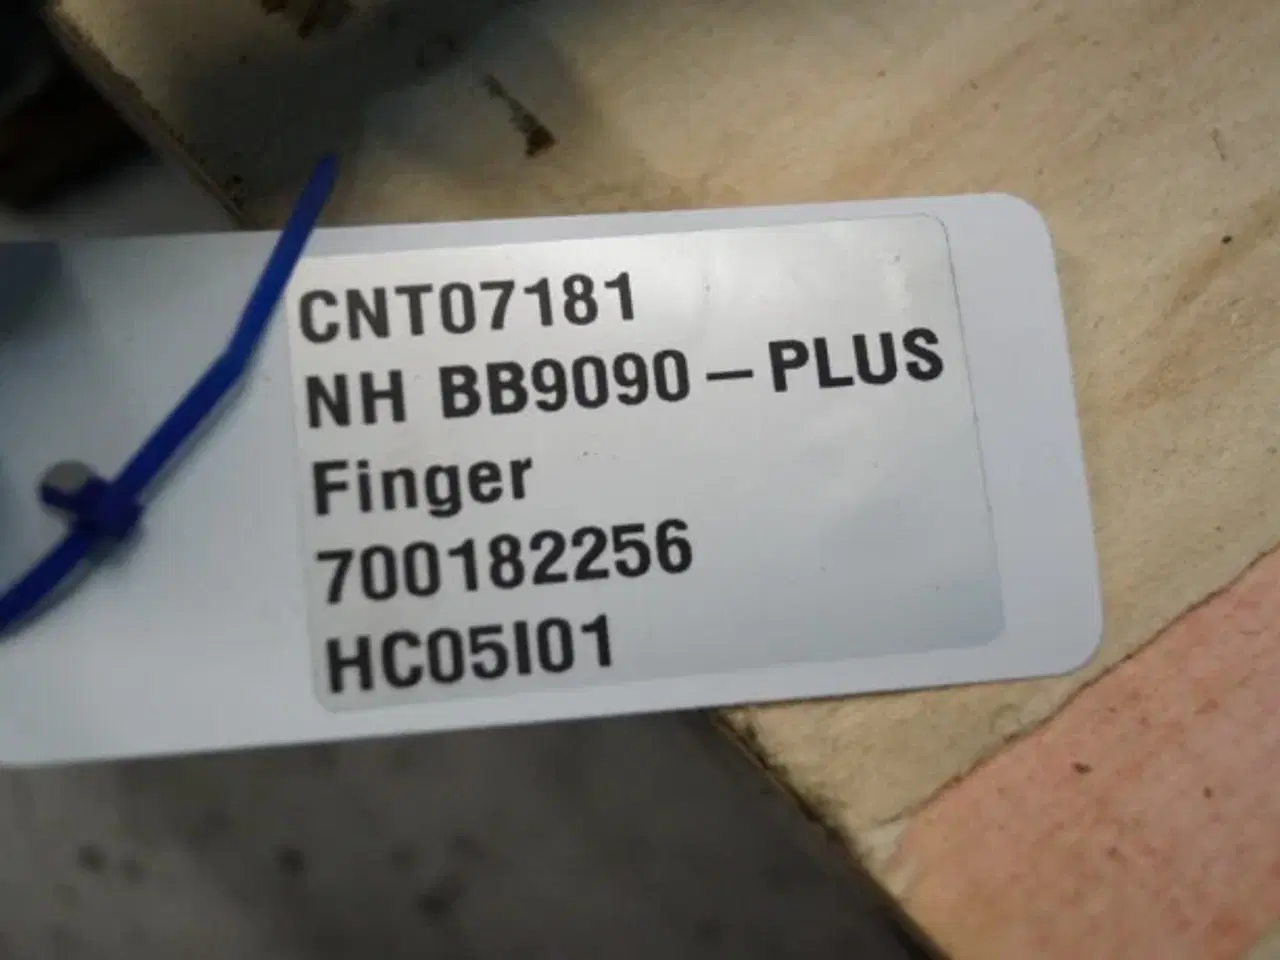 CNT07181
NH BB9090-PLUS
Finger
700182256
HC05I01